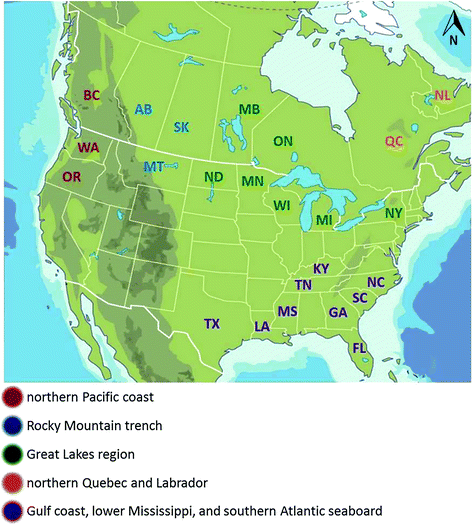 N
BC
NL
AB
MB
SK
ON
QC
WA
MT
OR
ND
MN
WI
MI
NY
KY
TN
NC
SC
MS
GA
TX
LA
FL
northern Pacific coast
Rocky Mountain trench
Great Lakes region
northern Quebec and Labrador
Gulf coast, lower Mississippi, and southern Atlantic seaboard